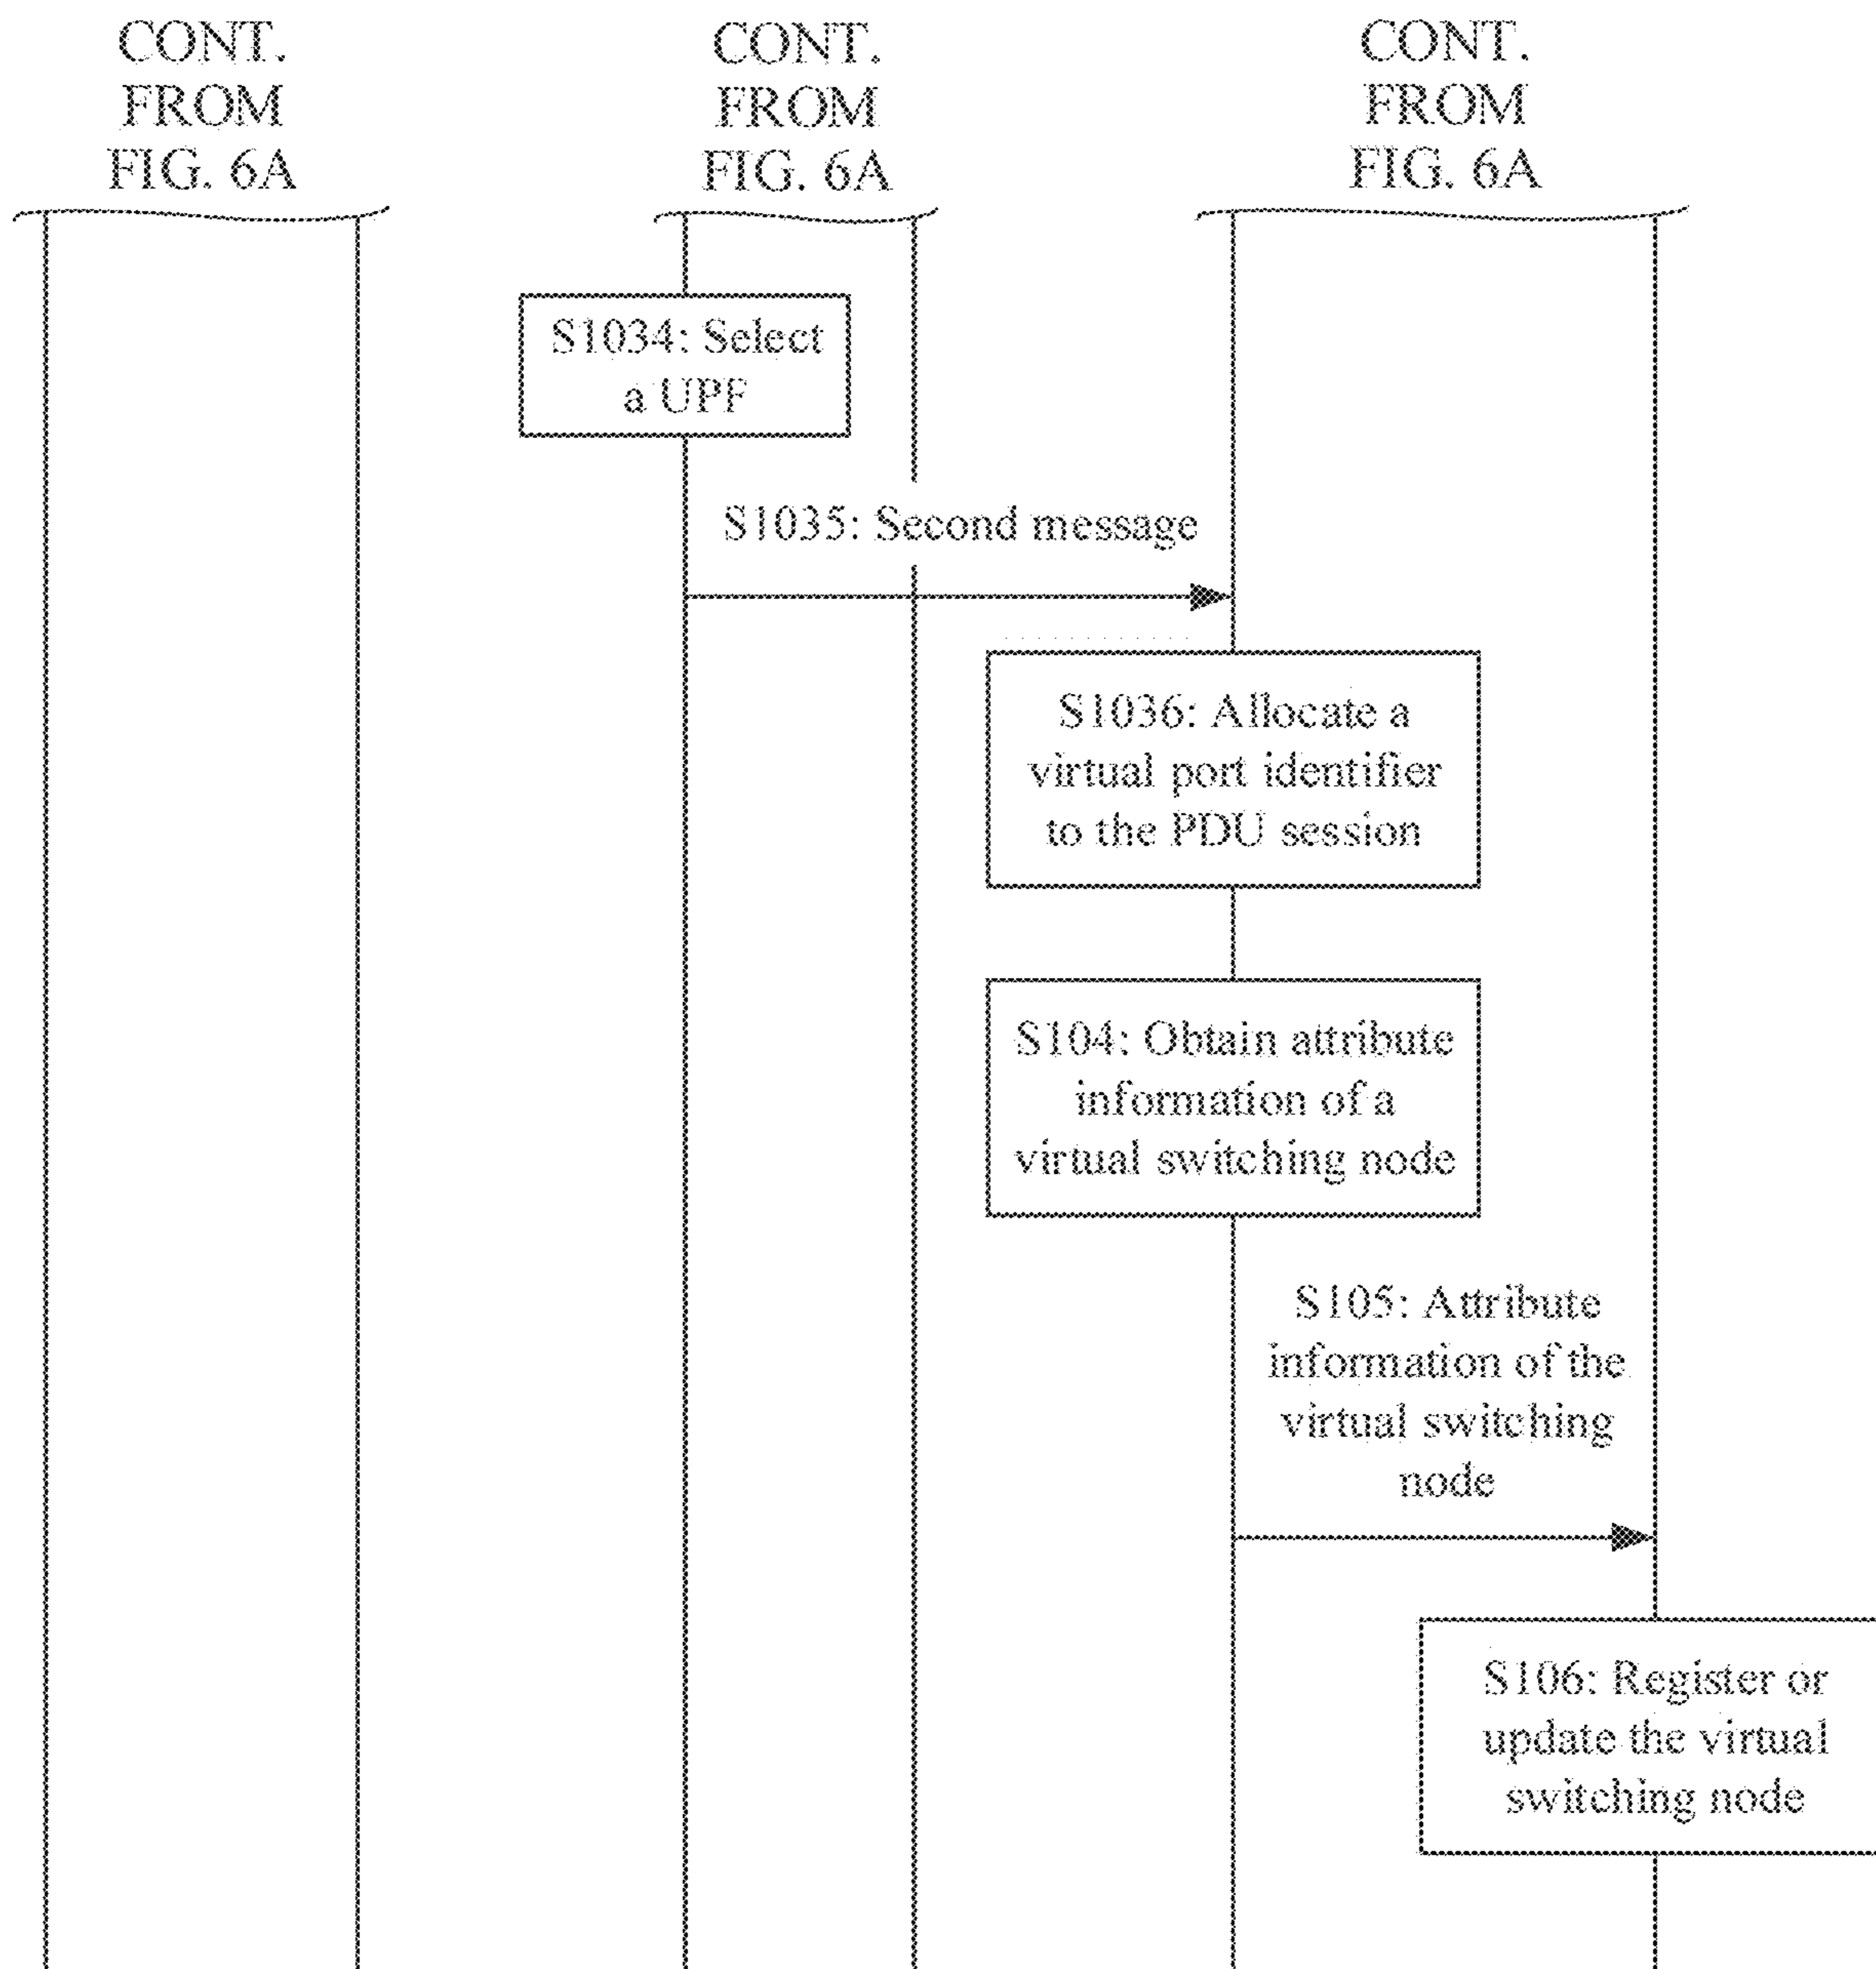 CONT.
FROM
FIG. 6A
CONT.
FROM
FIG. 6A
CONT.
FROM
FIG. 6A
S1034: Select
a UPF
S1035: Second message
S1036: Allocate a
virtual port identifier
to the PDU session
S104: Obtain attribute
information of a
virtual switching node
S105: Attribute
information of the
virtual switching
node
S106: Register or
update the virtual
switching node